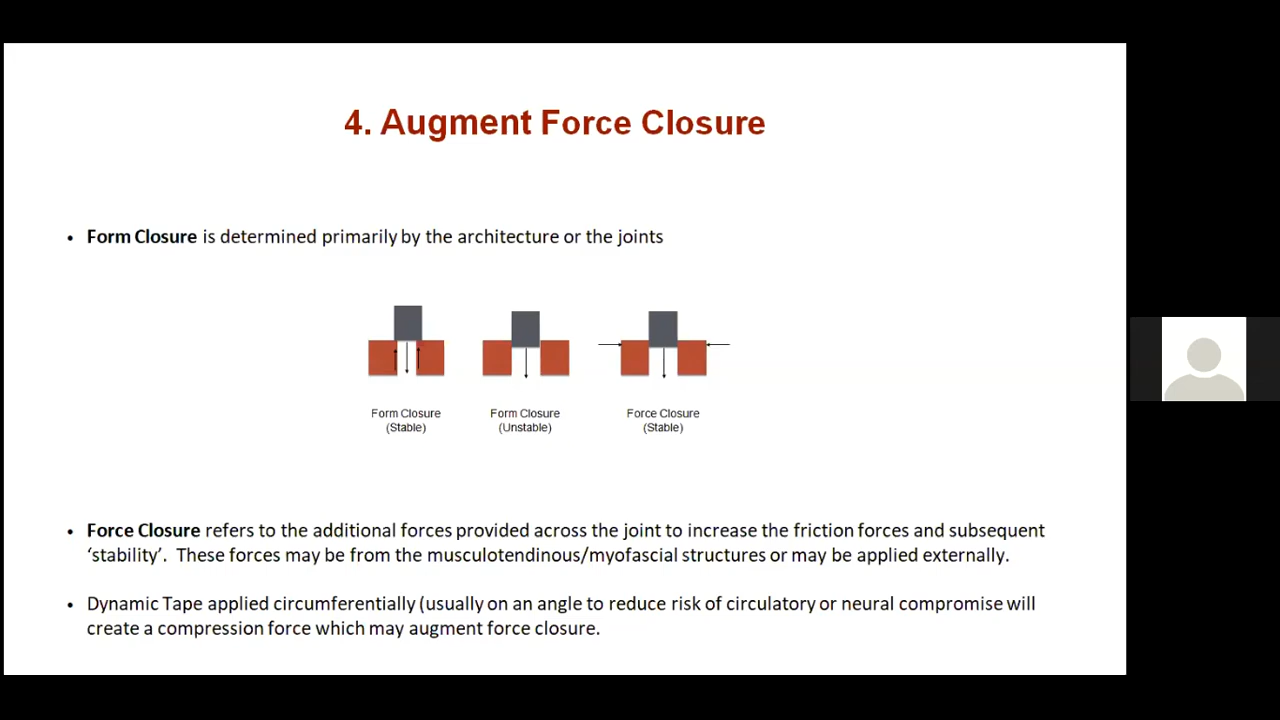 4. Augment Force Closure
• Form Closure is determined primarily by the architecture or the joints
Form Closure
(Stable)
Form Closure
(Unstable)
Force Closure
(Stable)
• Force Closure refers to the additional forces provided across the joint to increase the friction forces and subsequent
‘stability’. These forces may be from the musculotendinous/myofascial structures or may be applied externally.
• Dynamic Tape applied circumferentially (usually on an angle to reduce risk of circulatory or neural compromise will
create a compression force which may augment force closure.